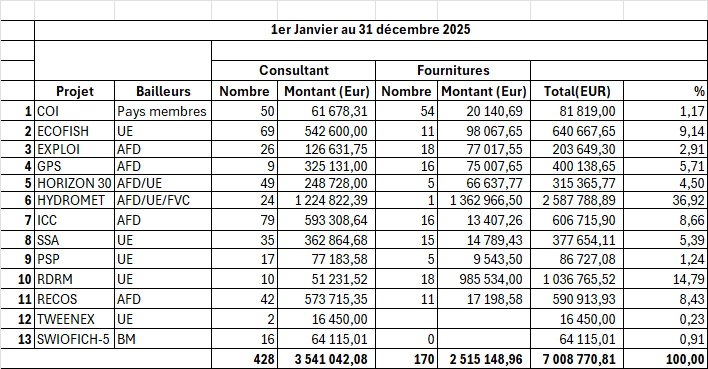 1er Janvier au 31 décembre 2025
Consultant Fournitures
Projet Bailleurs Nombre Montant (Eur) Nombre Montant (Eur) Total(EUR) %
1 COI Pays membres 50 61 678,31 54 20 140,69 81 819,00 1,17
2 ECOFISH UE 69 542 600,00 11 98 067,65 640 667,65 9,14
3 EXPLOI AFD 26 126 631,75 18 77 017,55 203 649,30 2,91
4 GPS AFD 9 325 131,00 16 75 007,65 400 138,65 5,71
5 HORIZON 30 AFD/UE 49 248 728,00 5 66 637,77 315 365,77 4,50
6 HYDROMET AFD/UE/FVC 24 1 224 822,39 1 1 362 966,50 2 587 788,89 36,92
7 ICC AFD 79 593 308,64 16 13 407,26 606 715,90 8,66
8 SSA UE 35 362 864,68 15 14 789,43 377 654,11 5,39
9 PSP UE 17 77 183,58 5 9 543,50 86 727,08 1,24
10 RDRM UE 10 51 231,52 18 985 534,00 1 036 765,52 14,79
11 RECOS AFD 42 573 715,35 11 17 198,58 590 913,93 8,43
12 TWEENEX UE 2 16 450,00 16 450,00 0,23
13 SWIOFICH-5 BM 16 64 115,01 0 64 115,01 0,91
428 3 541 042,08 170 2 515 148,96 7 008 770,81 100,00